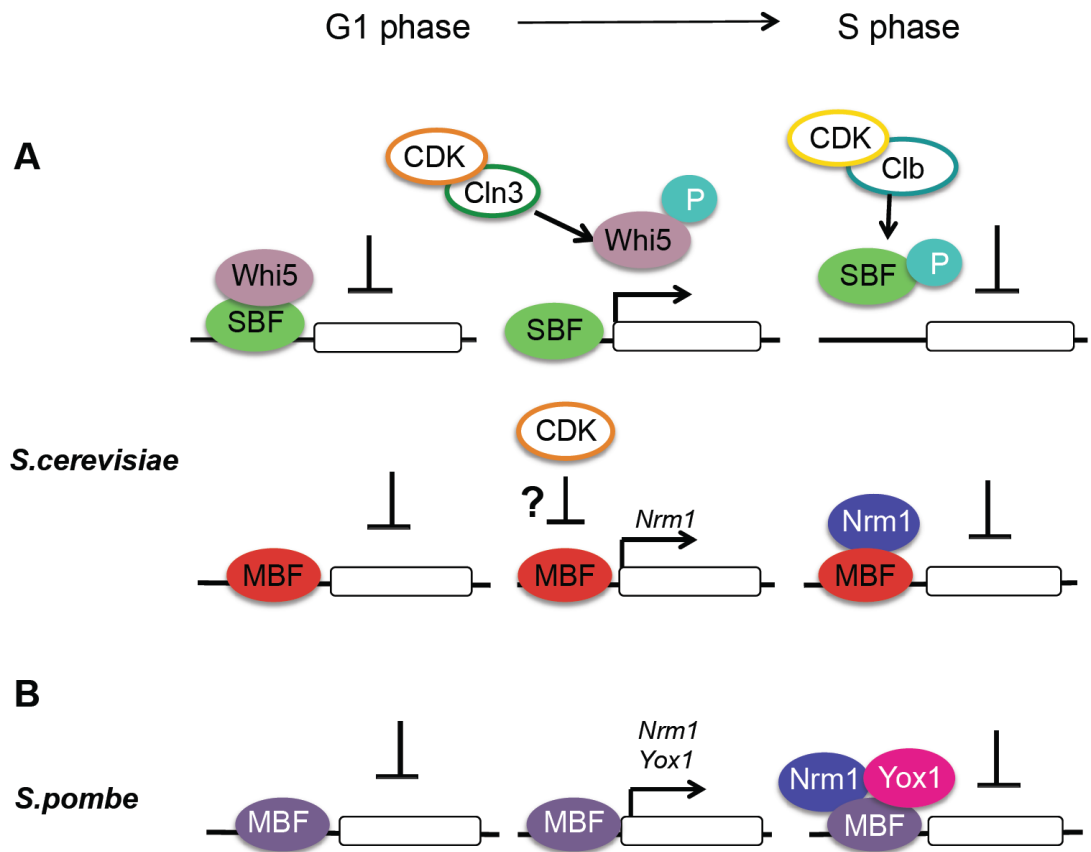 G1 phase
S phase
A
CDK
Cln3
P
Whi5
CDK
Clb
Whi5
SBF
SBF
SBF
P
S.cerevisiae
CDK
?
Nrm1
MBF
MBF
Nrm1
MBF
B
S.pombe
Nrm1
Yox1
MBF
MBF
Nrm1
Yox1
MBF